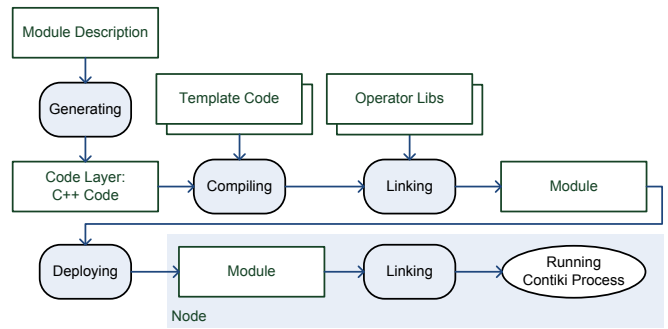 Module Description
Generating
Template Code
Operator Libs
Code Layer:
C++ Code
Compiling
Linking
Module
Deploying
Module
Linking
Running
Contiki Process
Node